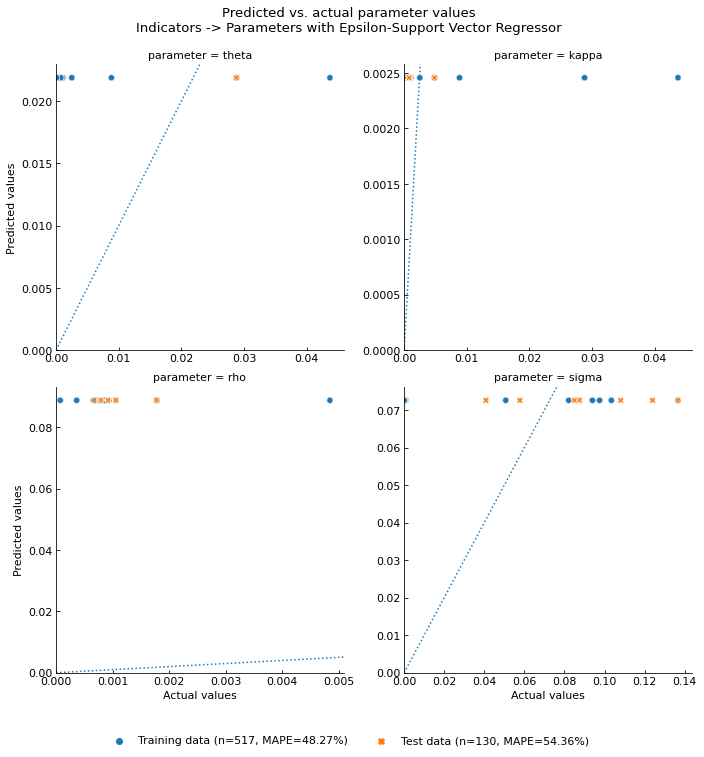 Predicted vs. actual parameter values
Indicators -> Parameters with Epsilon-Support Vector Regressor
parameter = theta
parameter = kappa
0.020
0.015
0.010
0.005
0.000
Predicted values
0.00 0.01 0.02 0.03 0.04
0.0025
0.0020
0.0015
0.0010
0.0005
0.0000
0.00 0.01 0.02 0.03 0.04
parameter = rho
parameter = sigma
0.08
0.06
0.04
0.02
0.00
Predicted values
0.000 0.001 0.002 0.003 0.004 0.005
Actual values
0.07
0.06
0.05
0.04
0.03
0.02
0.01
0.00
0.00 0.02 0.04 0.06 0.08 0.10 0.12 0.14
Actual values
Training data (n=517, MAPE=48.27%)
Test data (n=130, MAPE=54.36%)